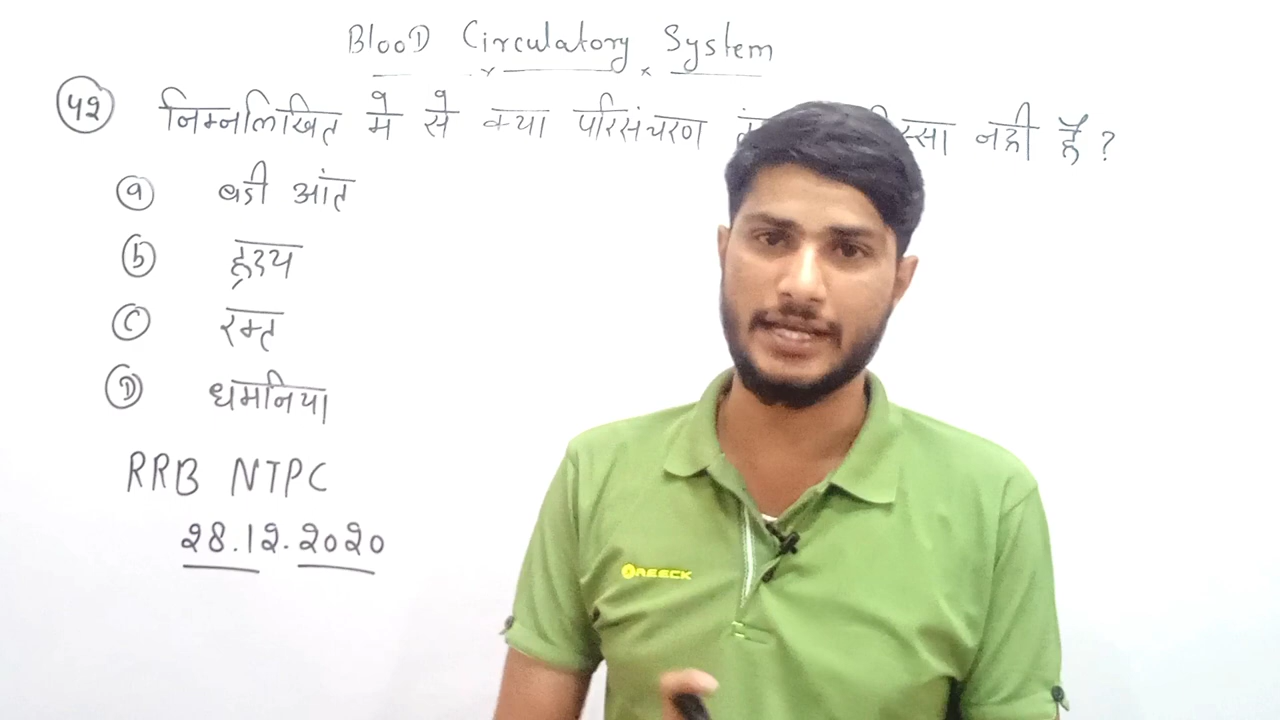 BlooD Circulatory System
42 निम्नलिखित मे से क्या परिसंचरण नही है ?
a बडी आंत
b हृदय
c रक्त
D धमनिया
RRB NTPC
28.12.2020
REECK